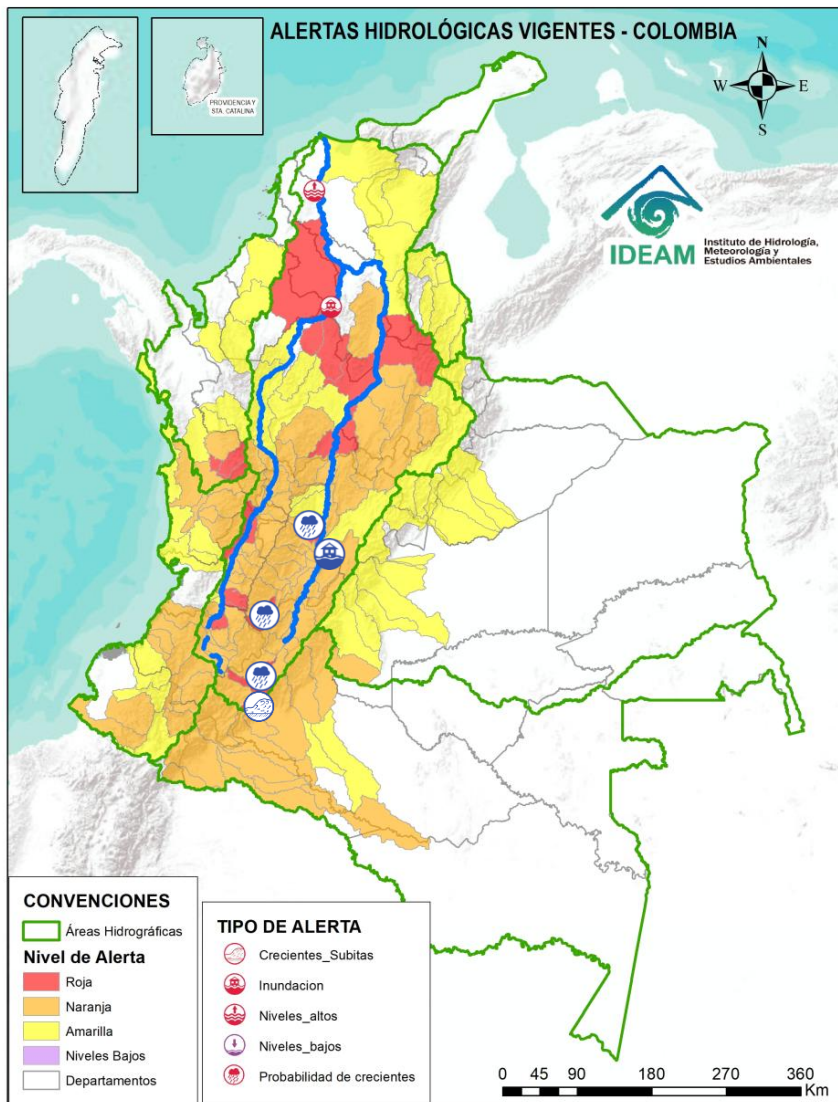 ALERTAS HIDROLÓGICAS VIGENTES - COLOMBIA
PROVIDENCIA Y
STA. CATALINA
N
W
E
S
IDEAM
Instituto de Hidrología,
Meteorología y
Estudios Ambientales
CONVENCIONES
Áreas Hidrográficas
Nivel de Alerta
Roja
Naranja
Amarilla
Niveles Bajos
Departamentos
TIPO DE ALERTA
Crecientes_Subitas
Inundacion
Niveles_altos
Niveles_bajos
Probabilidad de crecientes
0 45 90 180 270 360
Km